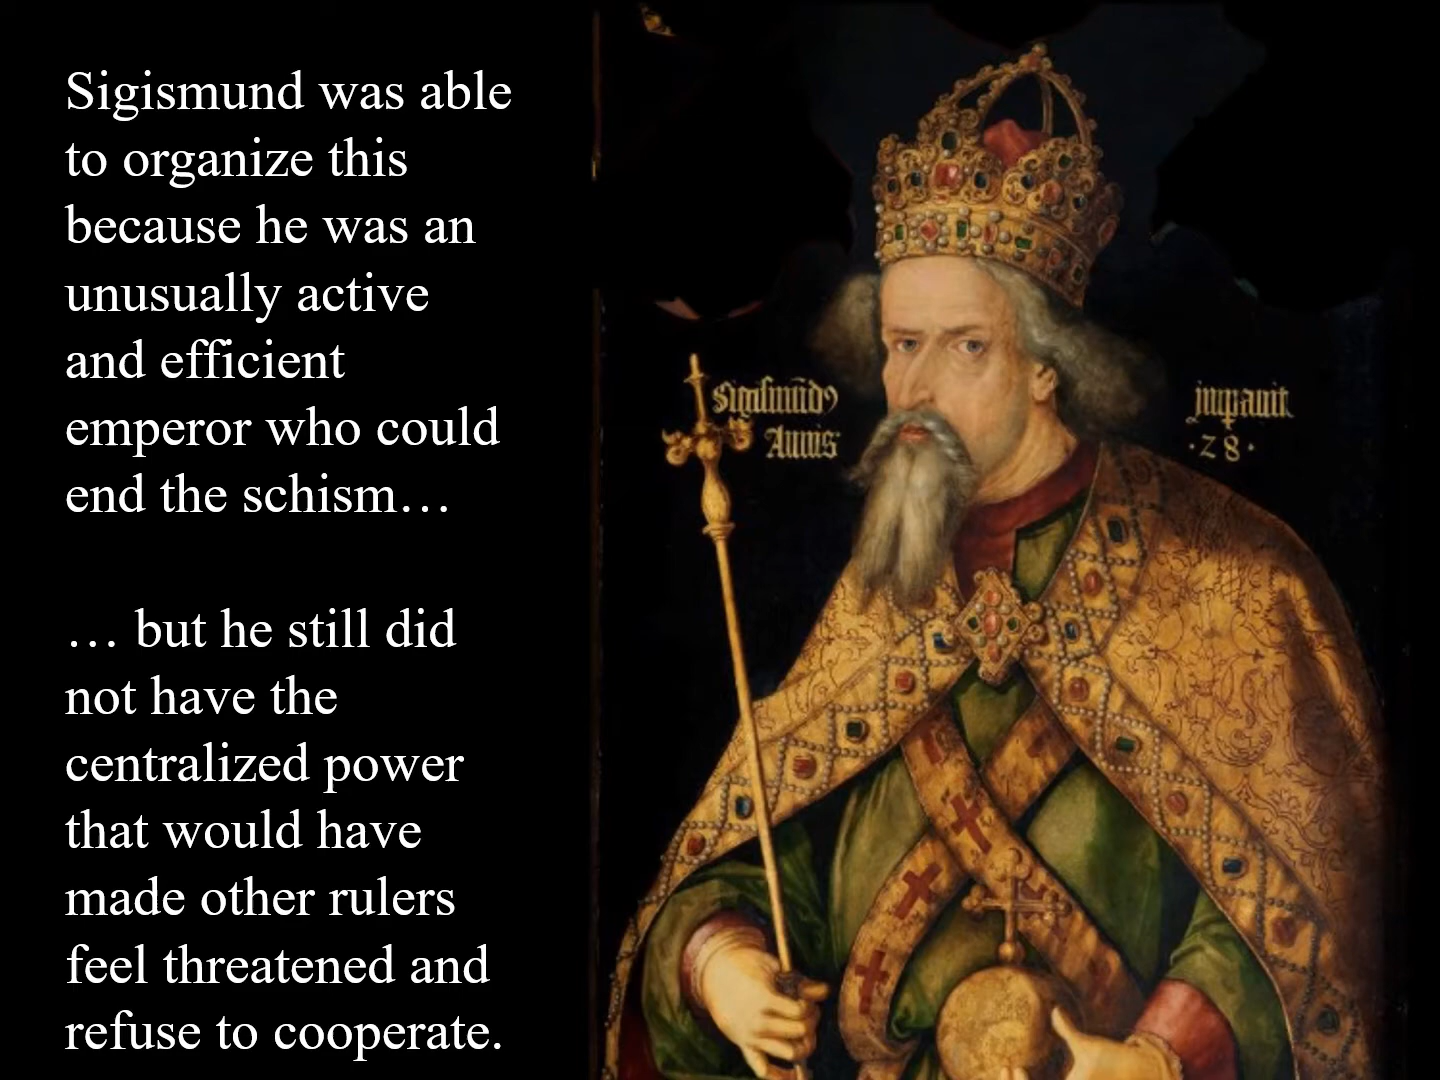 Sigismund was able
to organize this
because he was an
unusually active
and efficient
emperor who could
end the schism…

… but he still did
not have the
centralized power
that would have
made other rulers
feel threatened and
refuse to cooperate.
Annis
·28·